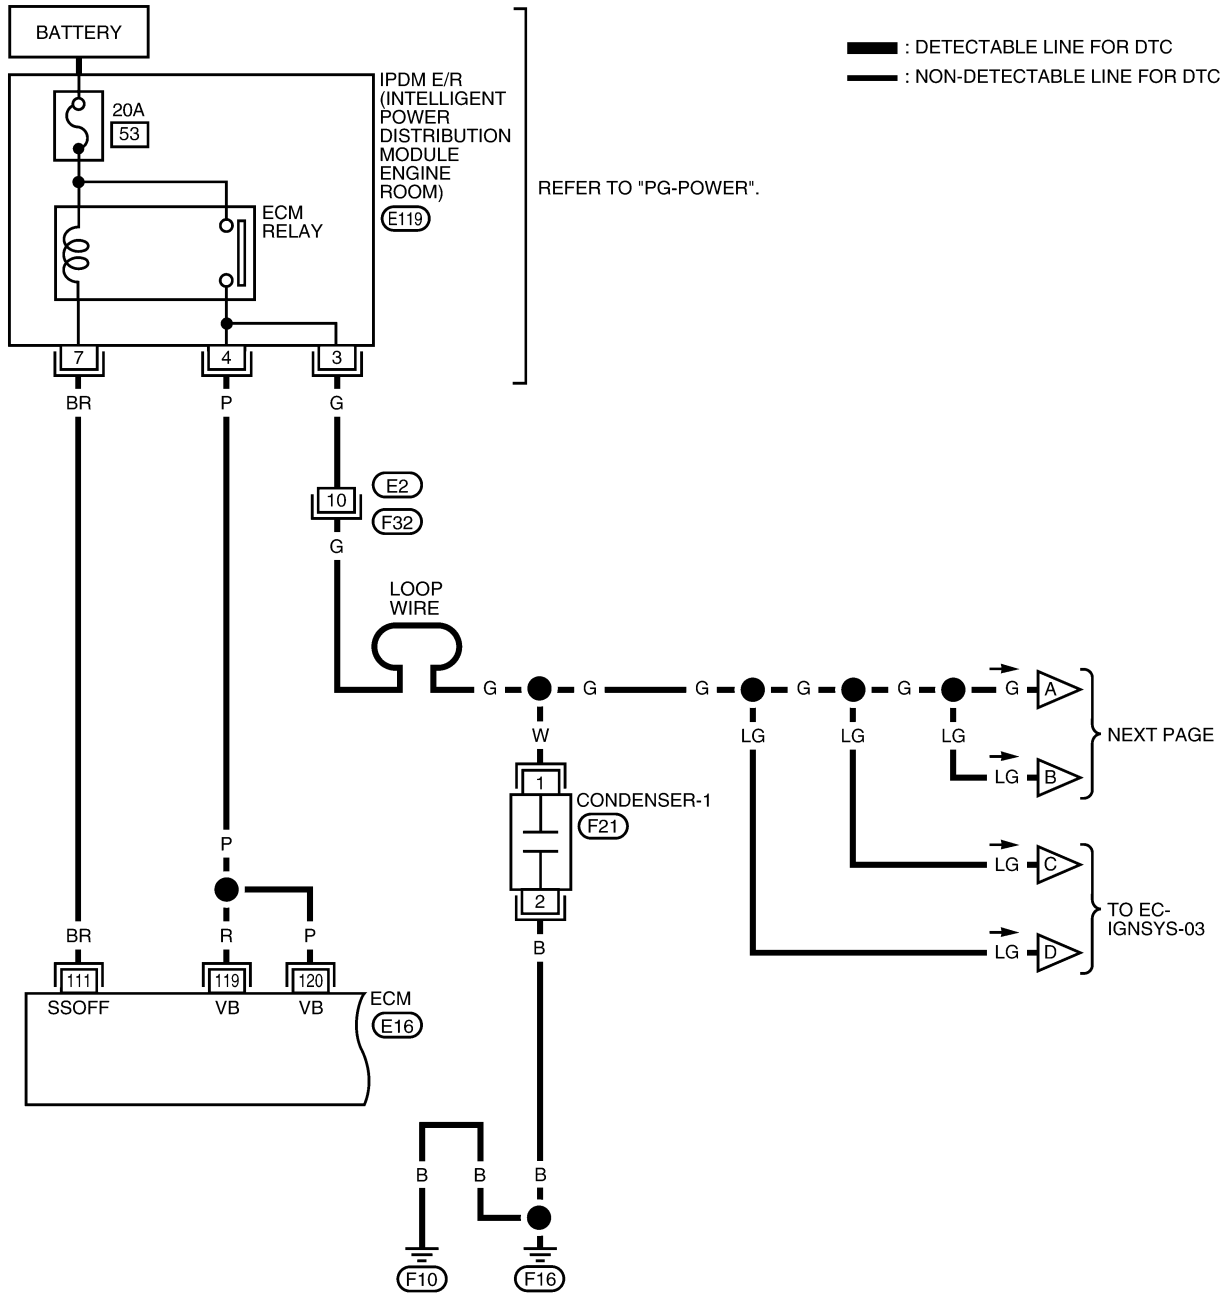 BATTERY
: DETECTABLE LINE FOR DTC
: NON-DETECTABLE LINE FOR DTC
IPDM E/R
(INTELLIGENT
POWER
DISTRIBUTION
MODULE
ENGINE
ROOM)
E119
20A
53
REFER TO "PG-POWER".
ECM
RELAY
7
4
3
BR
P
G
10
E2
F32
G
LOOP
WIRE
G
G
G
G
G
G
A
W
LG
LG
LG
NEXT PAGE
LG
B
1
CONDENSER-1
F21
P
LG
C
2
TO EC-
IGNSYS-03
BR
R
P
B
LG
D
111
119
120
SSOFF
VB
VB
ECM
E16
B
B
B
F10
F16